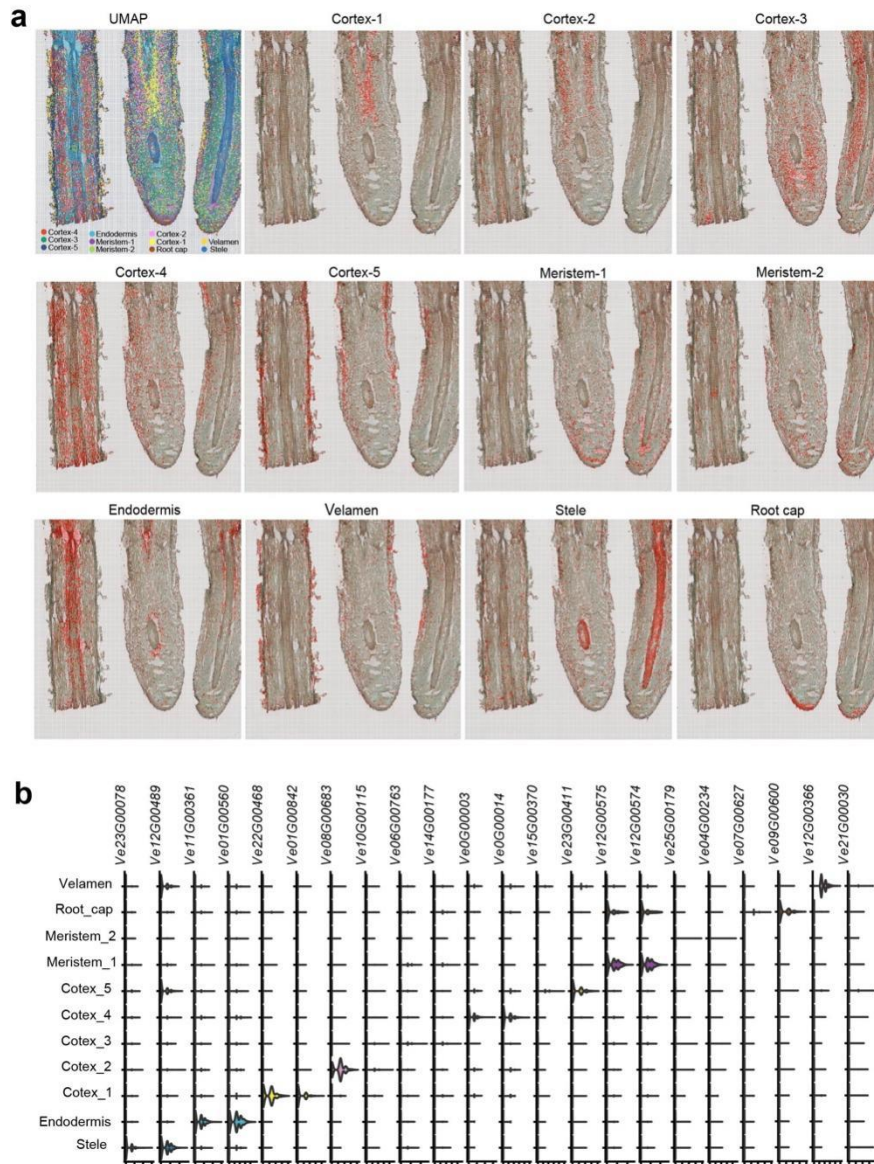 a
UMAP
Cortex-1
Cortex-2
Cortex-3
Cortex-4
Endodermis
Cortex-2
Cortex-3
Meristem-1
Cortex-1
Velamen
Cortex-5
Meristem-2
Root cap
Stele
Cortex-4
Cortex-5
Meristem-1
Meristem-2
Endodermis
Velamen
Stele
Root cap
b
Ve23G00078
Ve12G00489
Ve11G00361
Ve01G00560
Ve22G00468
Ve01G00842
Ve08G00683
Ve10G00115
Ve06G00763
Ve14G00177
Ve0G00003
Ve0G00014
Ve15G00370
Ve23G00411
Ve12G00575
Ve12G00574
Ve25G00179
Ve04G00234
Ve07G00627
Ve09G00600
Ve12G00366
Ve21G00030
Velamen
Root_cap
Meristem_2
Meristem_1
Cotex_5
Cotex_4
Cotex_3
Cotex_2
Cotex_1
Endodermis
Stele